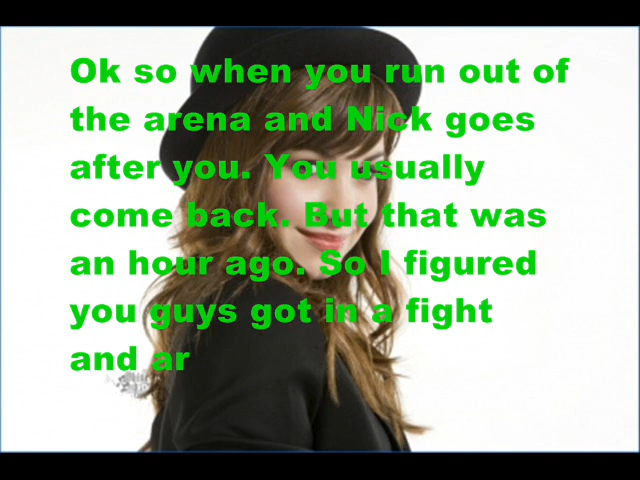 Ok so when you run out of
the arena and Nick goes
after you. You usually
come back. But that was
an hour ago. So I figured
you guys got in a fight
and ar